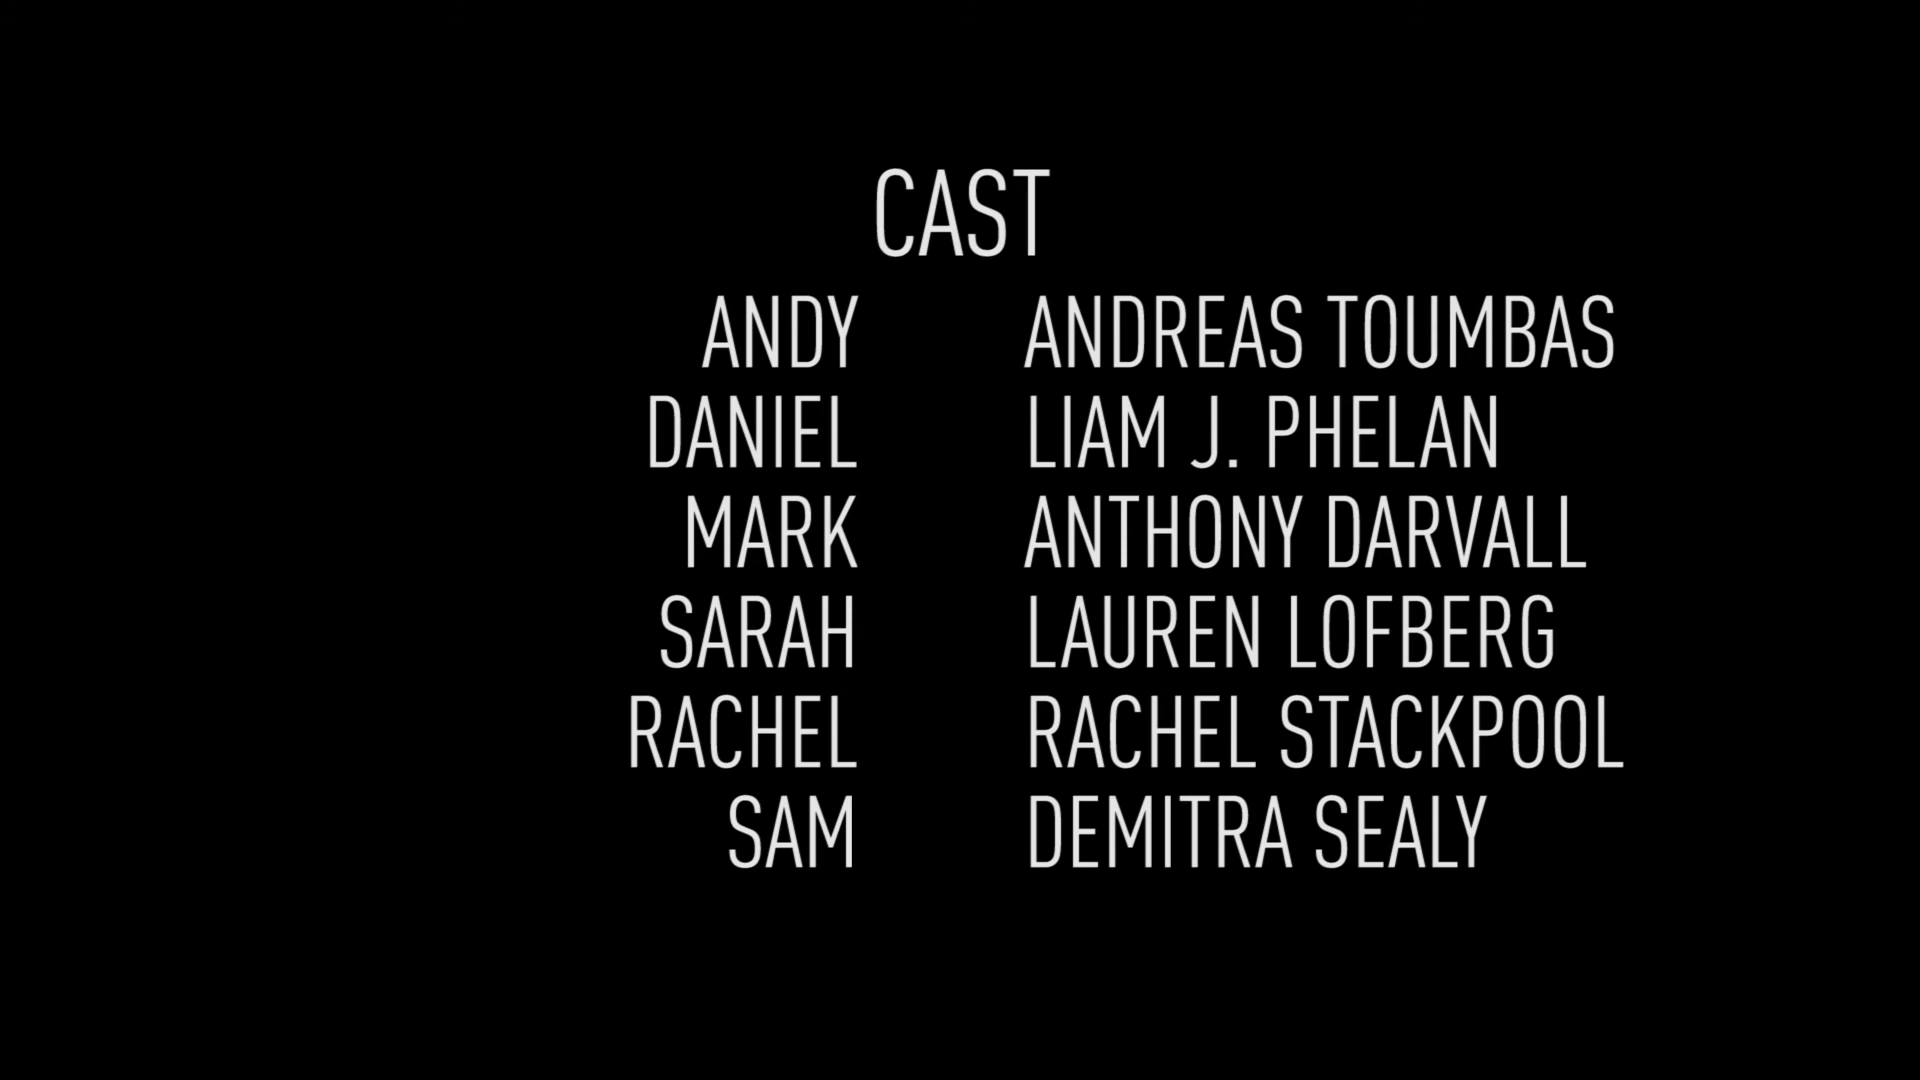 CAST
ANDY ANDREAS TOUMBAS
DANIEL LIAM J. PHELAN
MARK ANTHONY DARVALL
SARAH LAUREN LOFBERG
RACHEL RACHEL STACKPOOL
SAM DEMITRA SEALY